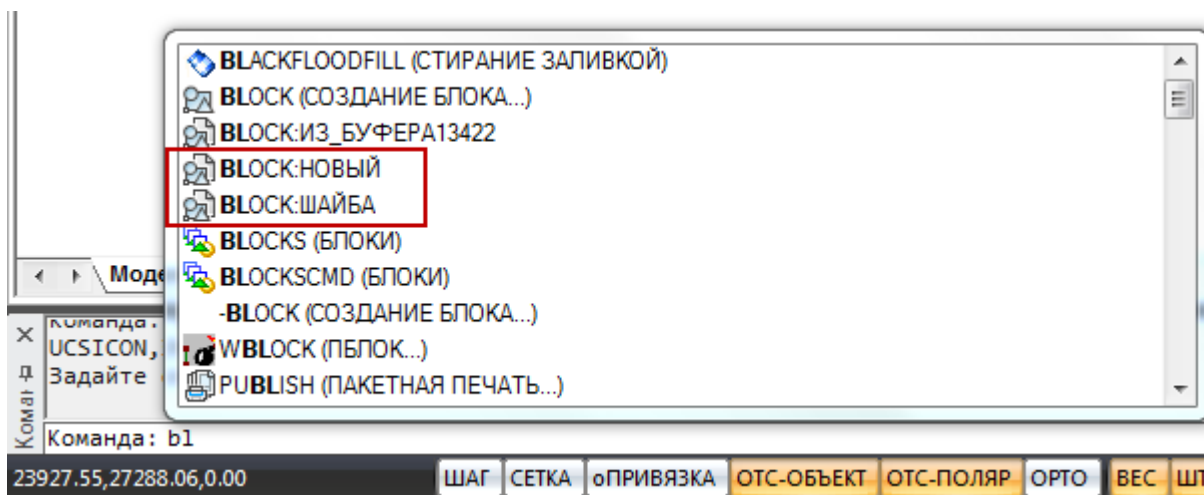 BLACKFLOODFILL (СТИРАНИЕ ЗАЛИВКОЙ)
BLOCK (СОЗДАНИЕ БЛОКА...)
BLOCK:ИЗ_БУФЕРА13422
BLOCK:НОВЫЙ
BLOCK:ШАЙБА
BLOCKS (БЛОКИ)
BLOCKSCMD (БЛОКИ)
-BLOCK (СОЗДАНИЕ БЛОКА...)
WBLOCK (ПБЛОК...)
PUBLISH (ПАКЕТНАЯ ПЕЧАТЬ...)
Моде
Команда:
UCSICON,
Задайте
Коман
Команда: bl
23927.55,27288.06,0.00 ШАГ СЕТКА оПРИВЯЗКА ОТС-ОБЪЕКТ ОТС-ПОЛЯР ОРТО ВЕС